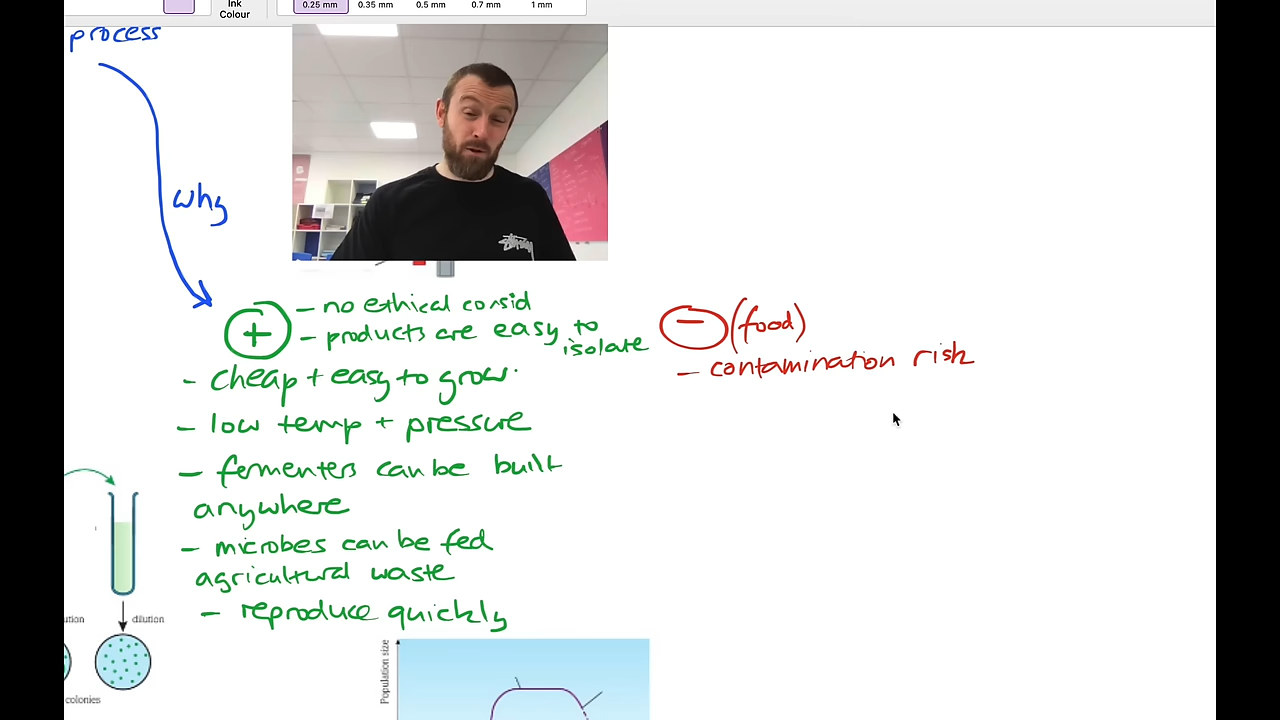 Ink
Colour
0.25 mm 0.35 mm 0.5 mm 0.7 mm 1 mm
process
why
STUSSY
+
- no ethical consid
- products are easy to
isolate
- cheap + easy to grow.
- low temp + pressure
- fermenters can be built
anywhere
- microbes can be fed
agricultural waste
- reproduce quickly
- (food)
- contamination risk
ution
dilution
colonies
Population size